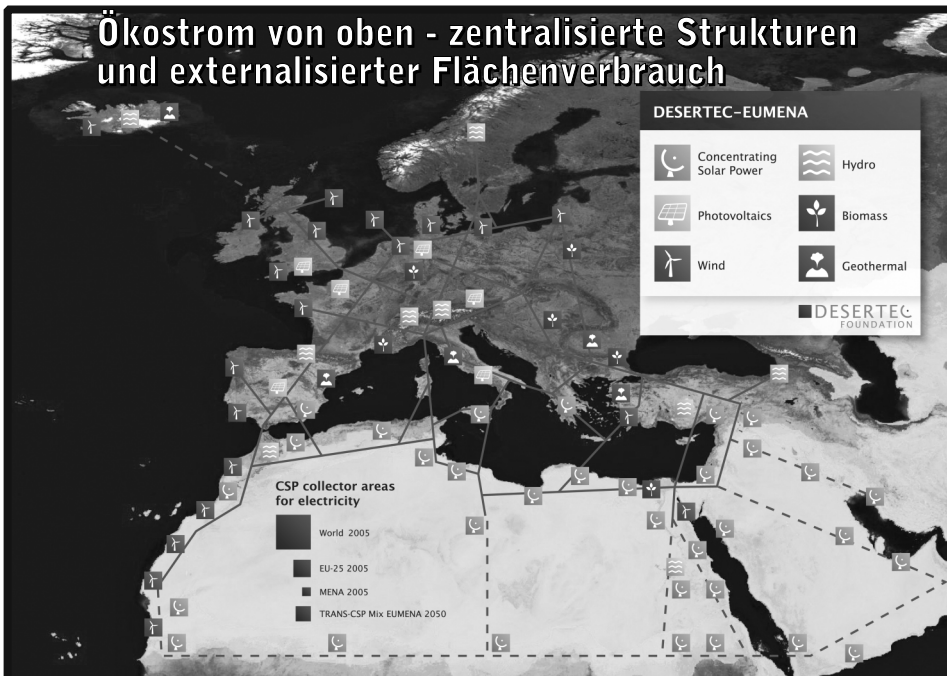 Ökostrom von oben - zentralisierte Strukturen
und externalisierter Flächenverbrauch
DESERTEC–EUMENA
Concentrating
Solar Power
Hydro
Photovoltaics
Biomass
Wind
Geothermal
DESERTEC
FOUNDATION
CSP collector areas
for electricity
World 2005
EU-25 2005
MENA 2005
TRANS-CSP Mix EUMENA 2050